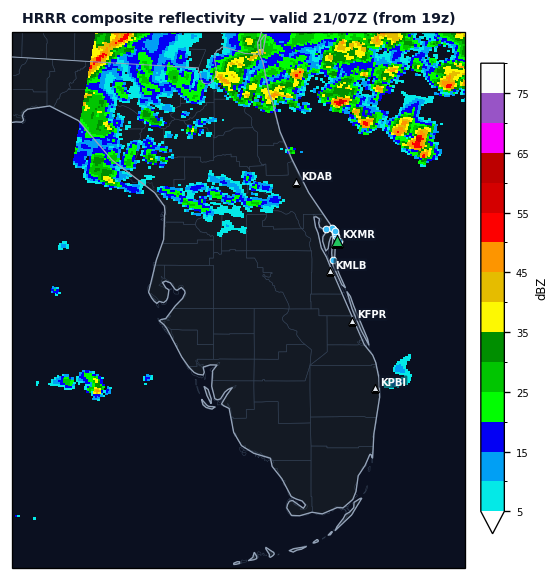 HRRR composite reflectivity — valid 21/07Z (from 19z)
KDAB
KXMR
KMLB
KFPR
KPBI
75
65
55
45
35
25
15
5
dBZ